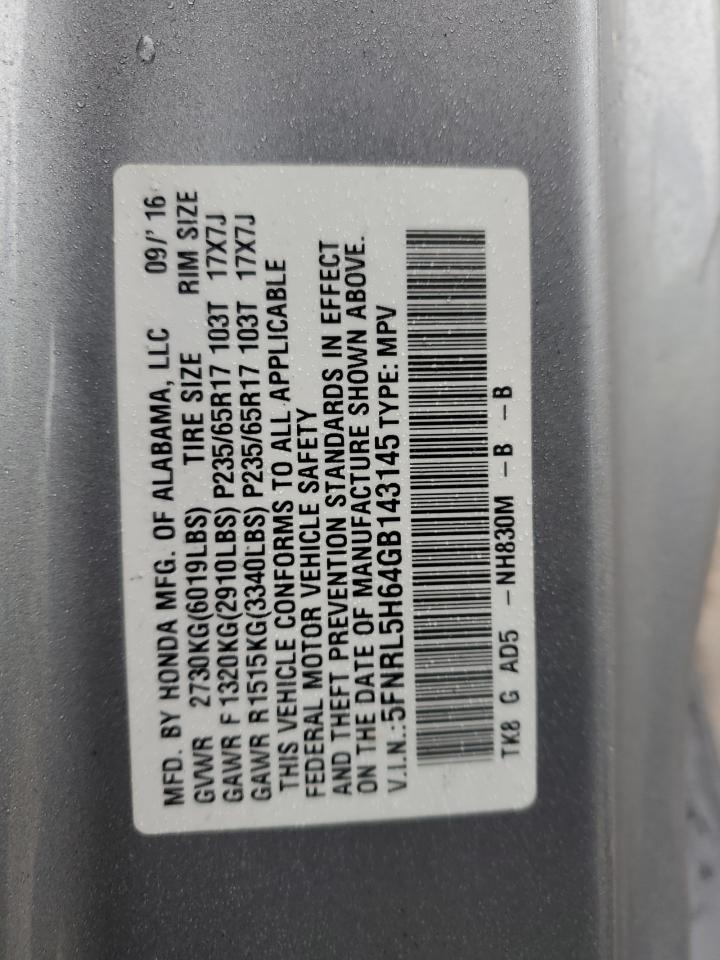 MFD. BY HONDA MFG. OF ALABAMA, LLC 09/'16
GVWR 2730KG(6019LBS) TIRE SIZE RIM SIZE
GAWR F 1320KG(2910LBS) P235/65R17 103T 17X7J
GAWR R 1515KG(3340LBS) P235/65R17 103T 17X7J
THIS VEHICLE CONFORMS TO ALL APPLICABLE
FEDERAL MOTOR VEHICLE SAFETY
AND THEFT PREVENTION STANDARDS IN EFFECT
ON THE DATE OF MANUFACTURE SHOWN ABOVE.
V.I.N.:5FNRL5H64GB143145 TYPE: MPV
TK8 G AD5 -NH830M -B -B